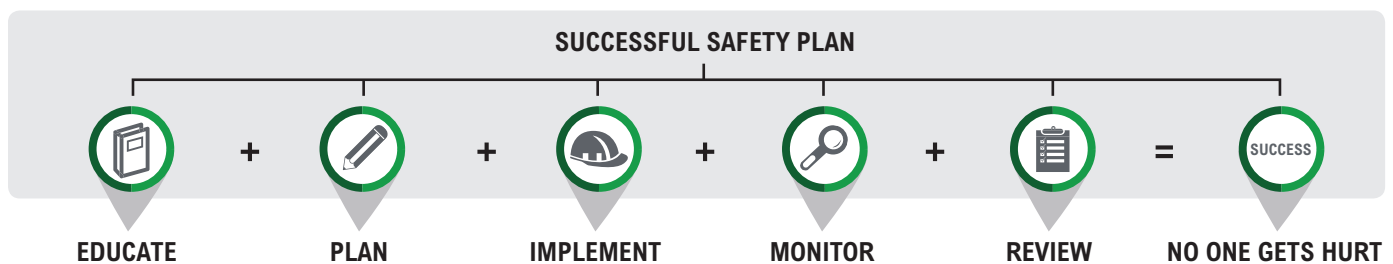 SUCCESSFUL SAFETY PLAN
+ + + + = SUCCESS
EDUCATE PLAN IMPLEMENT MONITOR REVIEW NO ONE GETS HURT